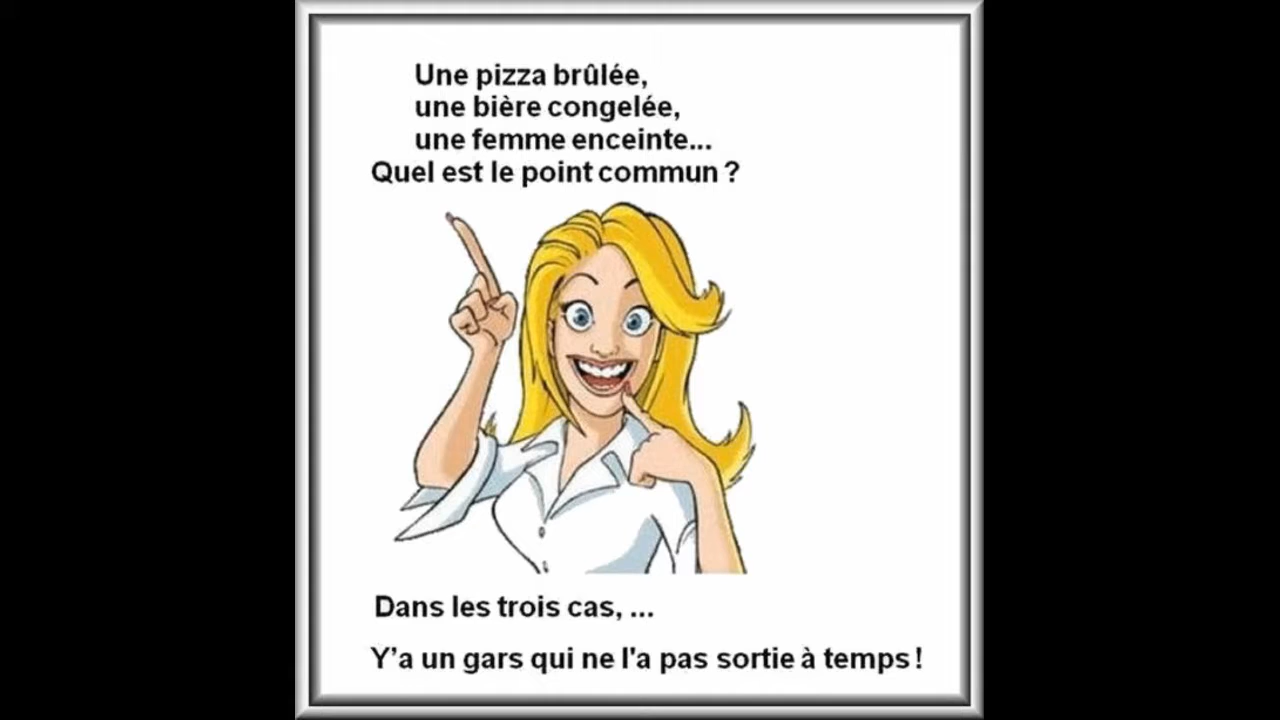 Une pizza brûlée,
une bière congelée,
une femme enceinte...
Quel est le point commun ?
Dans les trois cas, ...
Y'a un gars qui ne l'a pas sortie à temps !